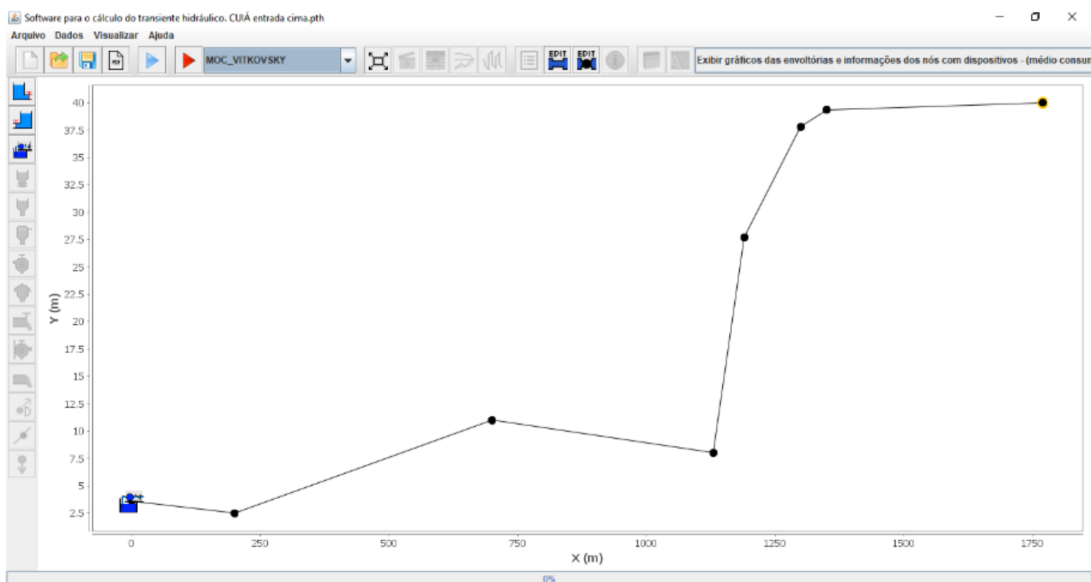 Software para o cálculo do transiente hidráulico. CUIÁ entrada cima.pth
Arquivo Dados Visualizar Ajuda
PDF
MOC_VITKOVSKY
EDIT EDIT
Exibir gráficos das envoltórias e informações dos nós com dispositivos - (médio consum
40
37.5
35
32.5
30
27.5
25
22.5
20
17.5
15
12.5
10
7.5
5
2.5
Y (m)
0 250 500 750 1000 1250 1500 1750
X (m)
0%